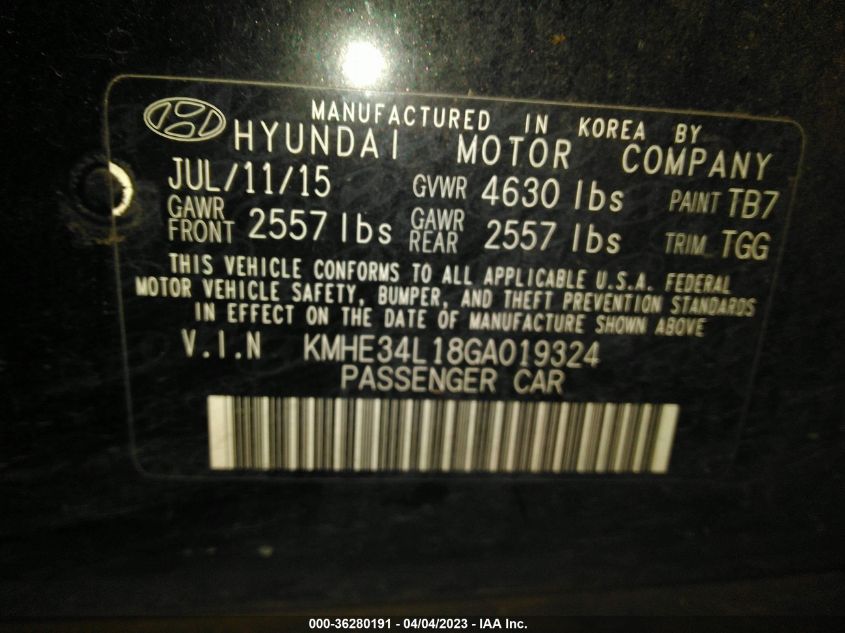 MANUFACTURED IN KOREA BY
HYUNDAI MOTOR COMPANY
JUL/11/15 GVWR 4630 lbs PAINT TB7
GAWR FRONT 2557 lbs GAWR REAR 2557 lbs TRIM TGG
THIS VEHICLE CONFORMS TO ALL APPLICABLE U.S.A. FEDERAL
MOTOR VEHICLE SAFETY, BUMPER, AND THEFT PREVENTION STANDARDS
IN EFFECT ON THE DATE OF MANUFACTURE SHOWN ABOVE
V.I.N KMHE34L18GA019324
PASSENGER CAR
000-36280191 - 04/04/2023 - IAA Inc.